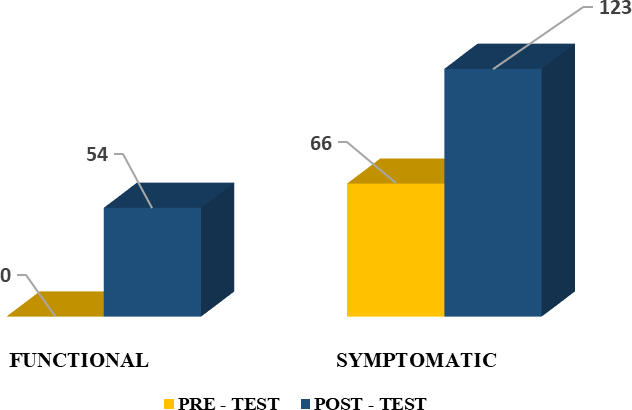 123
66
54
0
FUNCTIONAL SYMPTOMATIC
PRE - TEST POST - TEST